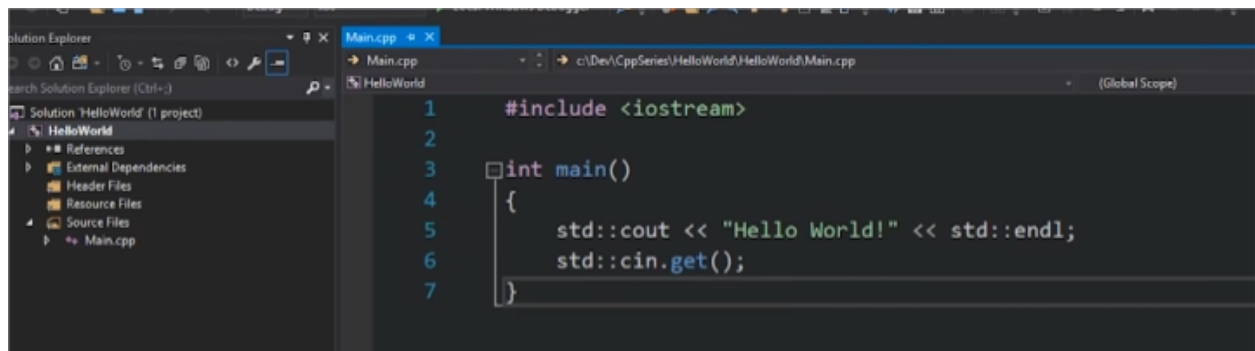 olution Explorer
earch Solution Explorer (Ctrl+;)
Solution 'HelloWorld' (1 project)
HelloWorld
References
External Dependencies
Header Files
Resource Files
Source Files
Main.cpp
Main.cpp
Main.cpp
c:\Dev\CppSeries\HelloWorld\HelloWorld\Main.cpp
HelloWorld
(Global Scope)
1 #include <iostream>
2
3 int main()
4 {
5 std::cout << "Hello World!" << std::endl;
6 std::cin.get();
7 }